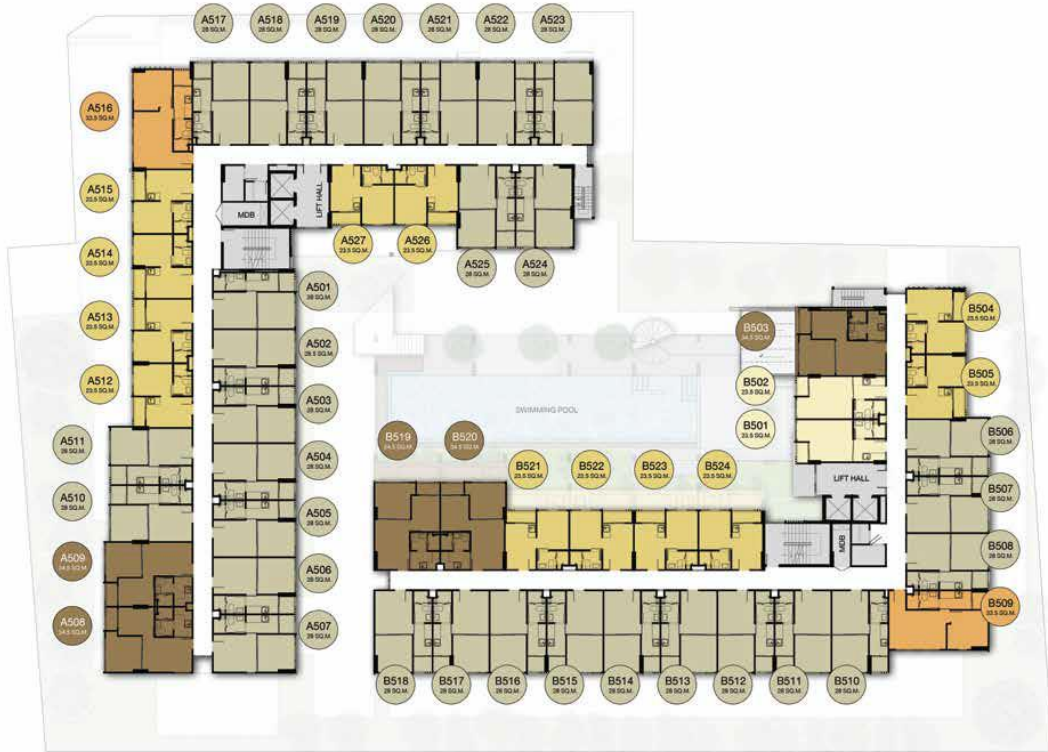 A517
28 SQ.M.
A518
28 SQ.M.
A519
28 SQ.M.
A520
28 SQ.M.
A521
28 SQ.M.
A522
28 SQ.M.
A523
28 SQ.M.
A516
33.5 SQ.M.
A515
23.5 SQ.M.
A514
23.5 SQ.M.
A513
23.5 SQ.M.
A512
23.5 SQ.M.
A511
28 SQ.M.
A510
28 SQ.M.
A509
34.5 SQ.M.
A508
34.5 SQ.M.
MDB
LIFT HALL
A527
23.5 SQ.M.
A526
23.5 SQ.M.
A525
28 SQ.M.
A524
28 SQ.M.
A501
28 SQ.M.
A502
28.5 SQ.M.
A503
28 SQ.M.
A504
28 SQ.M.
A505
28 SQ.M.
A506
28 SQ.M.
A507
28 SQ.M.
SWIMMING POOL
B503
34.5 SQ.M.
B502
23.5 SQ.M.
B501
23.5 SQ.M.
B504
23.5 SQ.M.
B505
23.5 SQ.M.
B506
28 SQ.M.
B507
28 SQ.M.
B508
28 SQ.M.
B509
33.5 SQ.M.
LIFT HALL
MDB
B519
34.5 SQ.M.
B520
34.5 SQ.M.
B521
23.5 SQ.M.
B522
23.5 SQ.M.
B523
23.5 SQ.M.
B524
23.5 SQ.M.
B518
28 SQ.M.
B517
28 SQ.M.
B516
28 SQ.M.
B515
28 SQ.M.
B514
28 SQ.M.
B513
28 SQ.M.
B512
28 SQ.M.
B511
28 SQ.M.
B510
28 SQ.M.